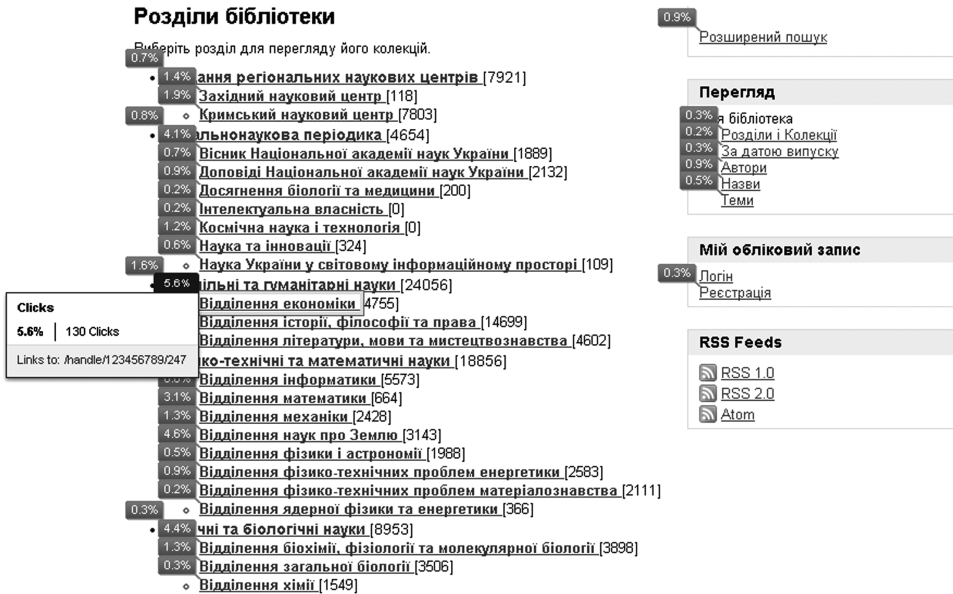 Розділи бібліотеки
Виберіть розділ для перегляду його колекцій.
0.7%
1.4% ання регіональних наукових центрів [7921]
1.9% Західний науковий центр [118]
0.8% Кримський науковий центр [7803]
4.1% альнонаукова періодика [4654]
0.7% Вісник Національної академії наук України [1889]
0.9% Доповіді Національної академії наук України [2132]
0.2% Досягнення біології та медицини [200]
0.2% Інтелектуальна власність [0]
1.2% Космічна наука і технологія [0]
0.6% Наука та інновації [324]
1.6% Наука України у світовому інформаційному просторі [109]
5.6% ільні та гуманітарні науки [24056]
Відділення економіки 4755]
Відділення історії, філософії та права [14699]
Відділення літератури, мови та мистецтвознавства [4602]
Clicks
5.6% 130 Clicks
Links to: /handle/123456789/247
ко-технічні та математичні науки [18856]
Відділення інформатики [5573]
3.1% Відділення математики [664]
1.3% Відділення механіки [2428]
4.6% Відділення наук про Землю [3143]
0.5% Відділення фізики і астрономії [1988]
0.9% Відділення фізико-технічних проблем енергетики [2583]
0.2% Відділення фізико-технічних проблем матеріалознавства [2111]
0.3% Відділення ядерної фізики та енергетики [366]
4.4% чні та біологічні науки [8953]
1.3% Відділення біохімії, фізіології та молекулярної біології [3898]
0.3% Відділення загальної біології [3506]
Відділення хімії [1549]
0.9%
Розширений пошук
Перегляд
0.3% я бібліотека
0.2% Розділи і Колекції
0.3% За датою випуску
0.9% Автори
0.5% Назви
Теми
Мій обліковий запис
0.3% Логін
Реєстрація
RSS Feeds
RSS 1.0
RSS 2.0
Atom